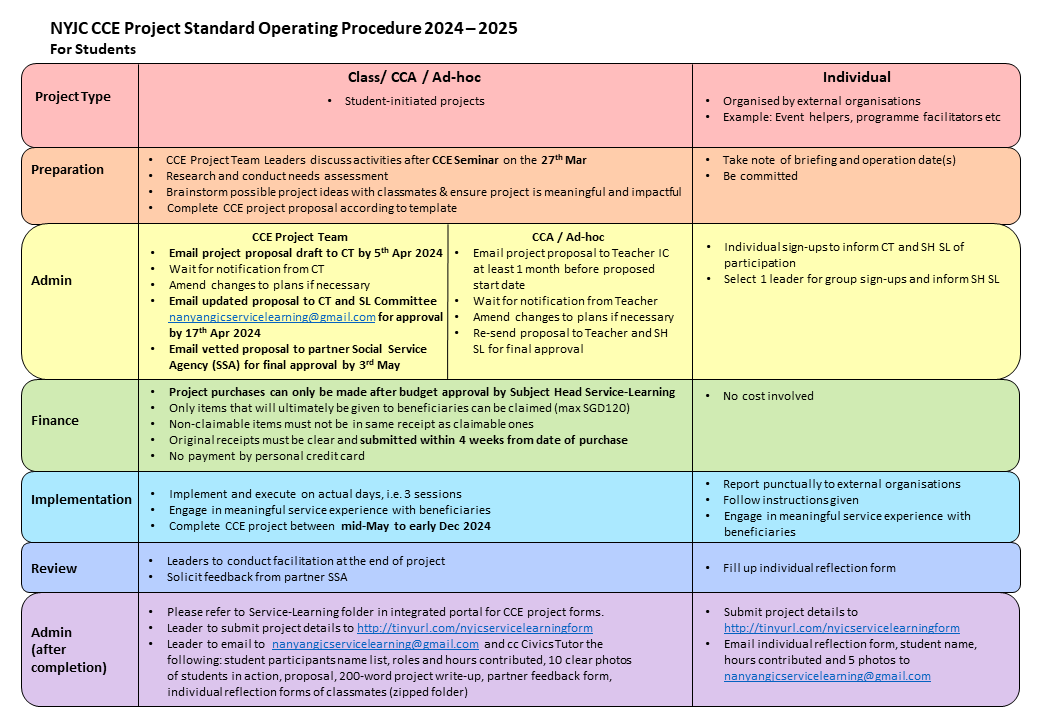 NYJC CCE Project Standard Operating Procedure 2024 – 2025
For Students
Project Type
Class/ CCA / Ad-hoc
• Student-initiated projects
Individual
• Organised by external organisations
• Example: Event helpers, programme facilitators etc
Preparation
• CCE Project Team Leaders discuss activities after CCE Seminar on the 27th Mar
• Research and conduct needs assessment
• Brainstorm possible project ideas with classmates & ensure project is meaningful and impactful
• Complete CCE project proposal according to template
• Take note of briefing and operation date(s)
• Be committed
Admin
CCE Project Team
• Email project proposal draft to CT by 5th Apr 2024
• Wait for notification from CT
• Amend changes to plans if necessary
• Email updated proposal to CT and SL Committee
nanyangjcservicelearning@gmail.com for approval
by 17th Apr 2024
• Email vetted proposal to partner Social Service
Agency (SSA) for final approval by 3rd May
CCA / Ad-hoc
• Email project proposal to Teacher IC
at least 1 month before proposed
start date
• Wait for notification from Teacher
• Amend changes to plans if necessary
• Re-send proposal to Teacher and SH
SL for final approval
• Individual sign-ups to inform CT and SH SL of
participation
• Select 1 leader for group sign-ups and inform SH SL
Finance
• Project purchases can only be made after budget approval by Subject Head Service-Learning
• Only items that will ultimately be given to beneficiaries can be claimed (max SGD120)
• Non-claimable items must not be in same receipt as claimable ones
• Original receipts must be clear and submitted within 4 weeks from date of purchase
• No payment by personal credit card
• No cost involved
Implementation
• Implement and execute on actual days, i.e. 3 sessions
• Engage in meaningful service experience with beneficiaries
• Complete CCE project between mid-May to early Dec 2024
• Report punctually to external organisations
• Follow instructions given
• Engage in meaningful service experience with
beneficiaries
Review
• Leaders to conduct facilitation at the end of project
• Solicit feedback from partner SSA
• Fill up individual reflection form
Admin
(after
completion)
• Please refer to Service-Learning folder in integrated portal for CCE project forms.
• Leader to submit project details to http://tinyurl.com/nyjcservicelearningform
• Leader to email to nanyangjcservicelearning@gmail.com and cc Civics Tutor the
following: student participants name list, roles and hours contributed, 10 clear photos
of students in action, proposal, 200-word project write-up, partner feedback form,
individual reflection forms of classmates (zipped folder)
• Submit project details to
http://tinyurl.com/nyjcservicelearningform
• Email individual reflection form, student name,
hours contributed and 5 photos to
nanyangjcservicelearning@gmail.com